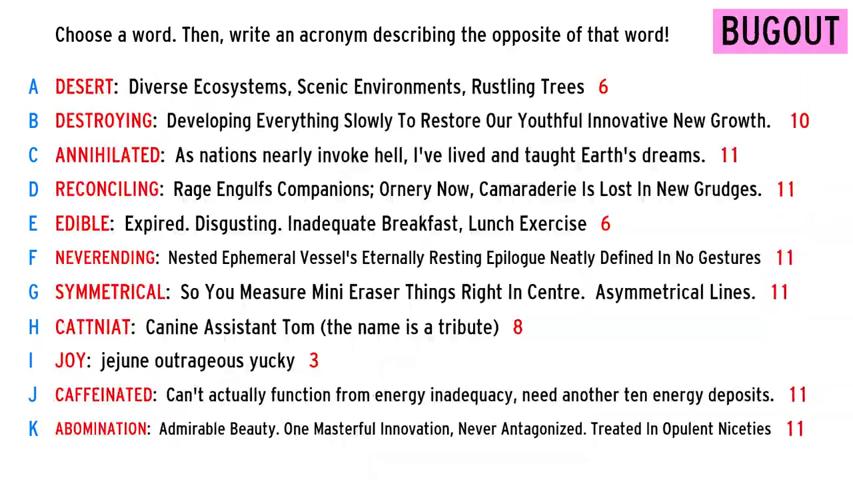 Choose a word. Then, write an acronym describing the opposite of that word!
BUGOUT
A DESERT: Diverse Ecosystems, Scenic Environments, Rustling Trees 6
B DESTROYING: Developing Everything Slowly To Restore Our Youthful Innovative New Growth. 10
C ANNIHILATED: As nations nearly invoke hell, I've lived and taught Earth's dreams. 11
D RECONCILING: Rage Engulfs Companions; Ornery Now, Camaraderie Is Lost In New Grudges. 11
E EDIBLE: Expired. Disgusting. Inadequate Breakfast, Lunch Exercise 6
F NEVERENDING: Nested Ephemeral Vessel's Eternally Resting Epilogue Neatly Defined In No Gestures 11
G SYMMETRICAL: So You Measure Mini Eraser Things Right In Centre. Asymmetrical Lines. 11
H CATTNIAT: Canine Assistant Tom (the name is a tribute) 8
I JOY: jejune outrageous yucky 3
J CAFFEINATED: Can't actually function from energy inadequacy, need another ten energy deposits. 11
K ABOMINATION: Admirable Beauty. One Masterful Innovation, Never Antagonized. Treated In Opulent Niceties 11